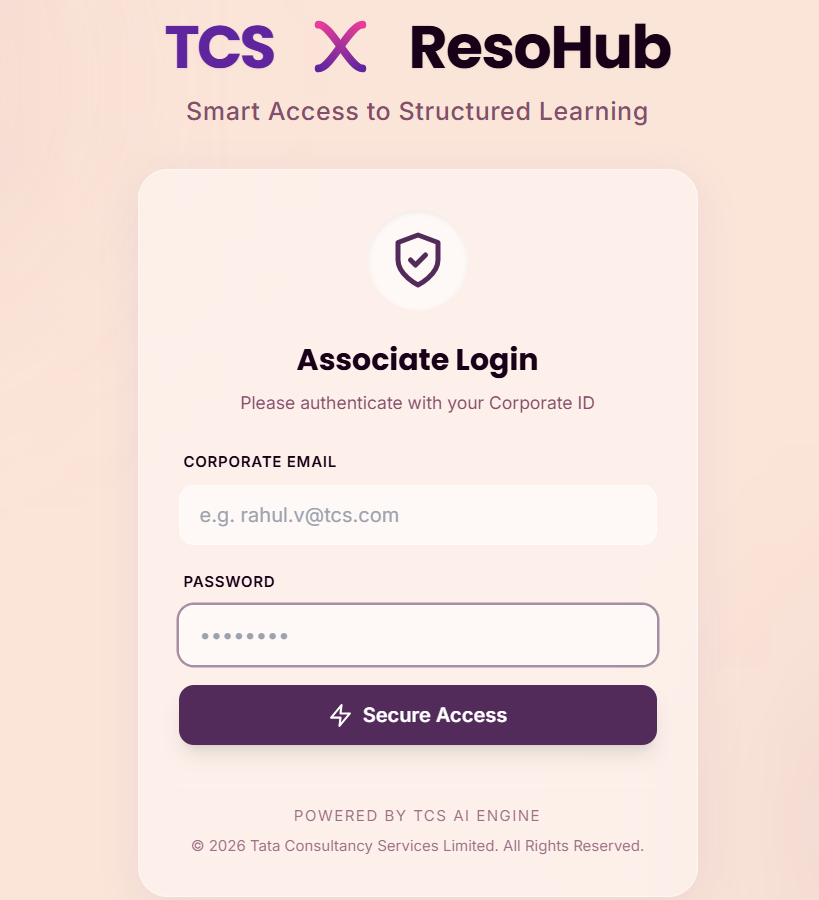 TCS X ResoHub
Smart Access to Structured Learning
Associate Login
Please authenticate with your Corporate ID
CORPORATE EMAIL
e.g. rahul.v@tcs.com
PASSWORD
••••••••
Secure Access
POWERED BY TCS AI ENGINE
© 2026 Tata Consultancy Services Limited. All Rights Reserved.